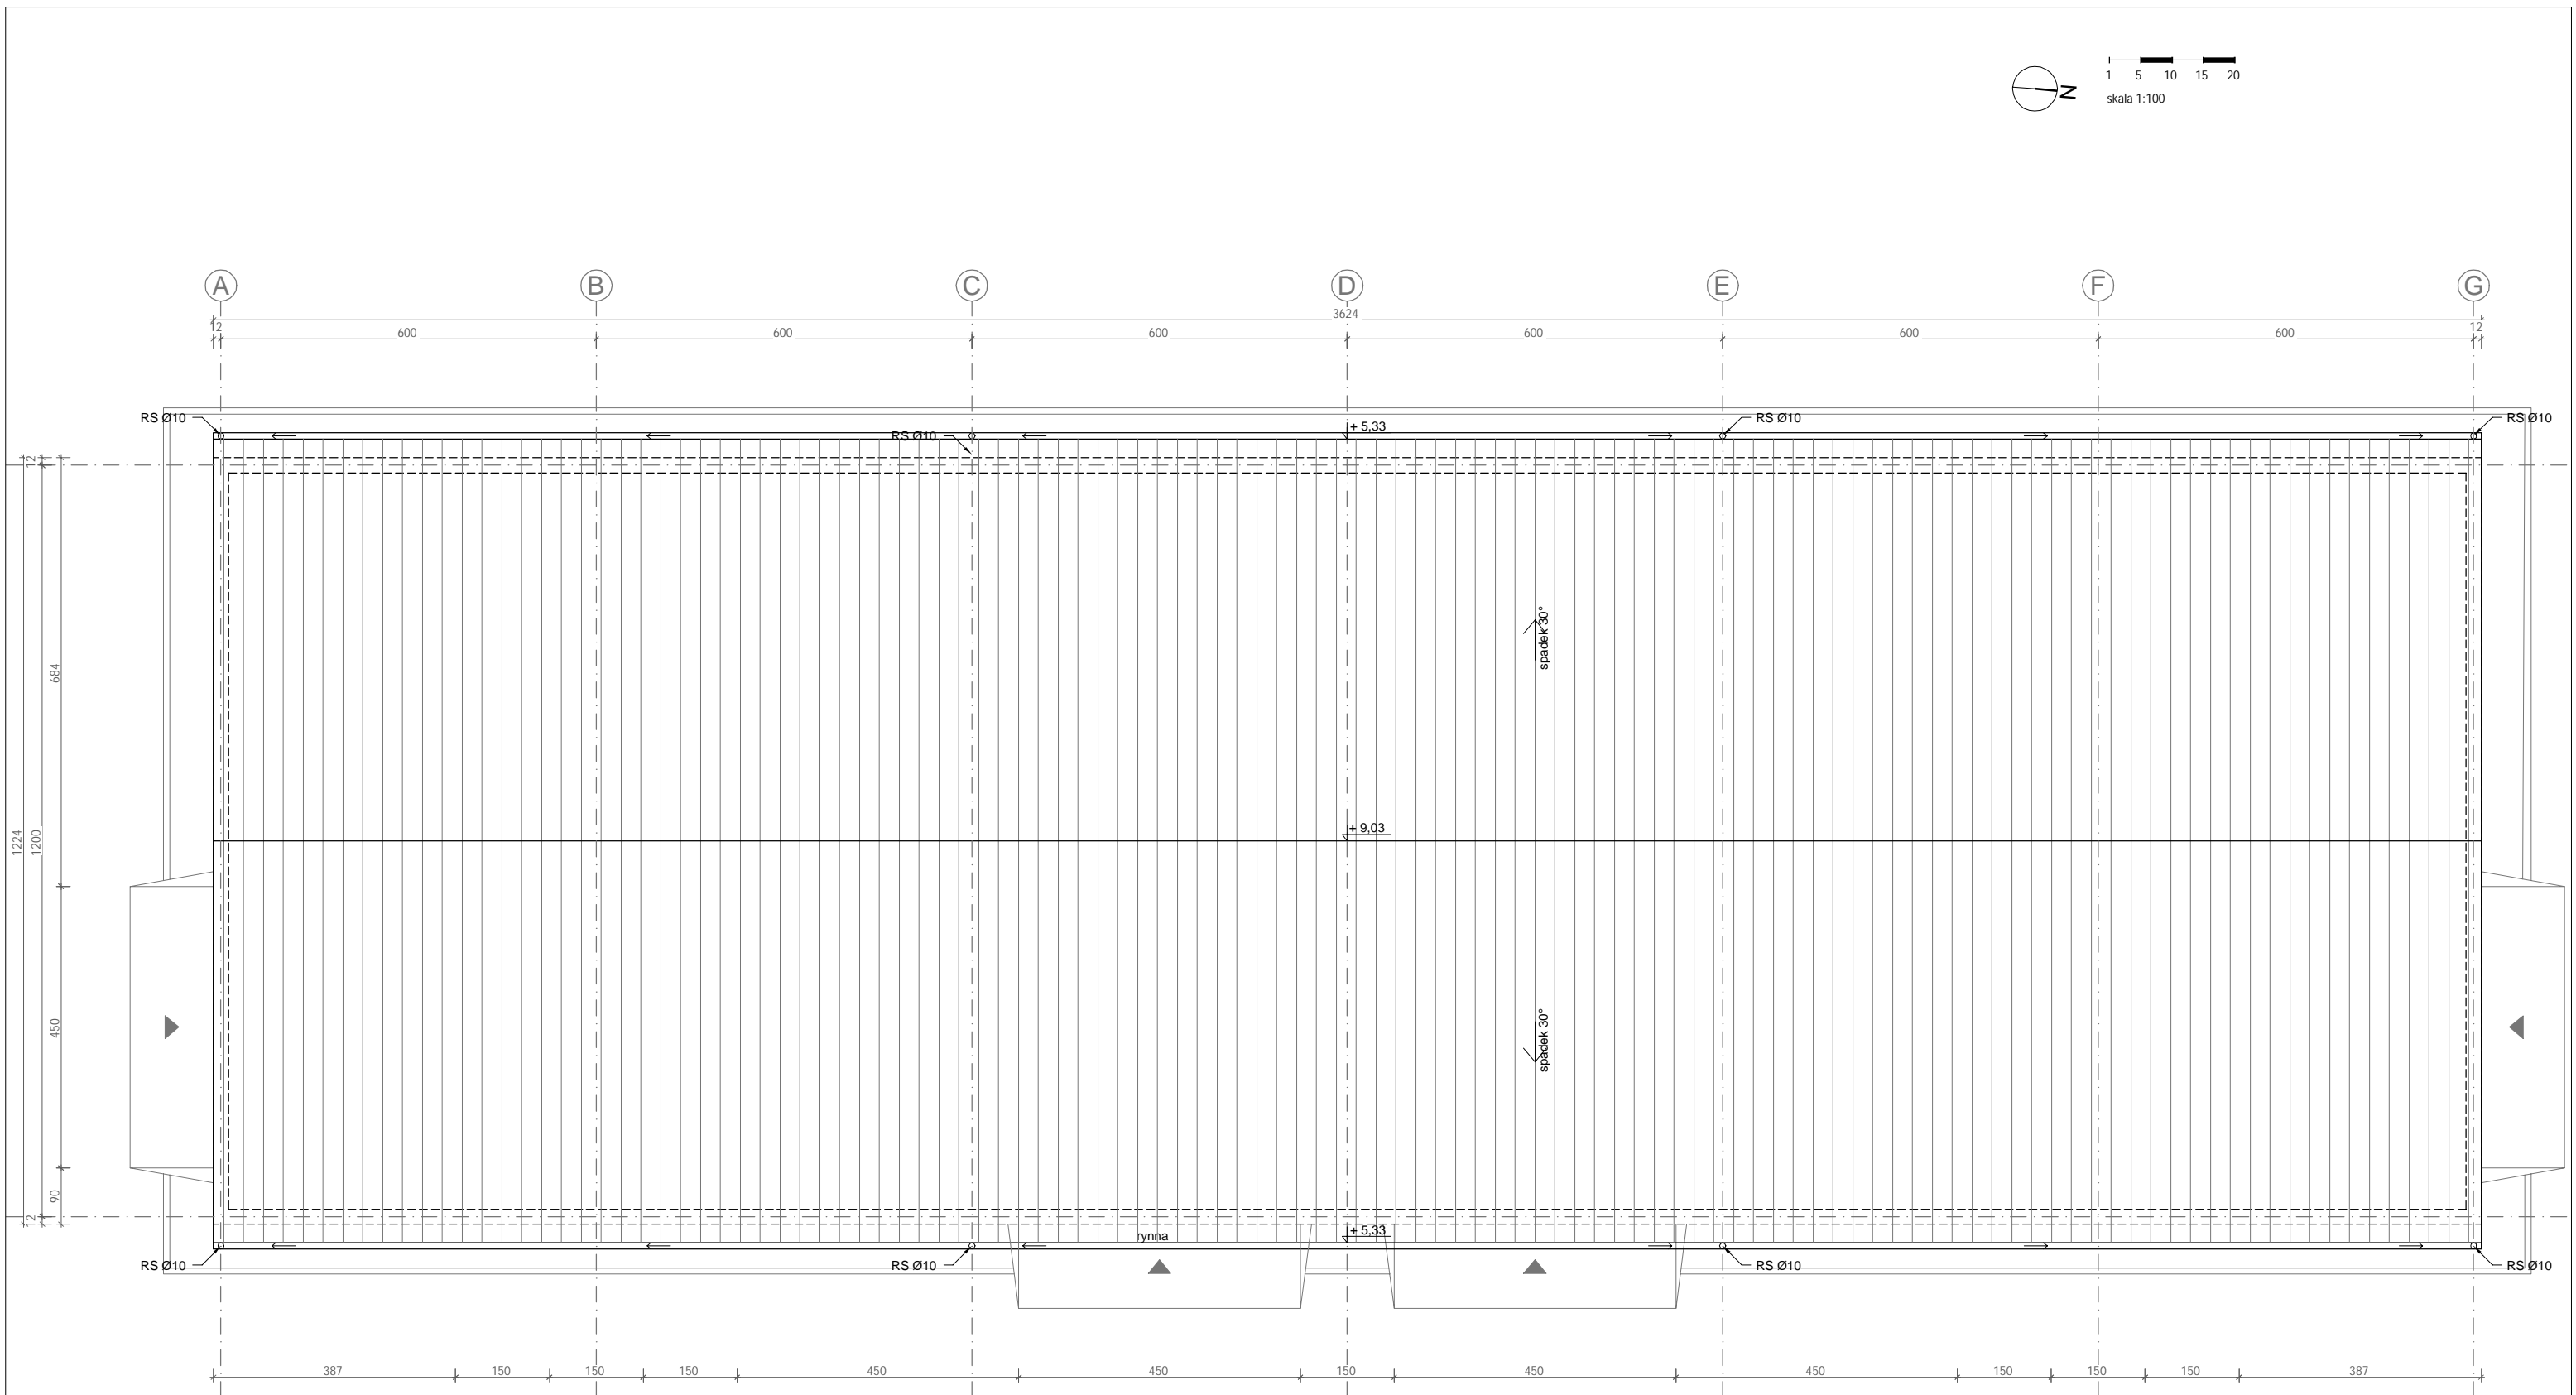 N
1 5 10 15 20
skala 1:100
A B C D E F G
3624
12 600 600 600 600 600 600 12
RS Ø10 RS Ø10 RS Ø10
+ 5,33
RS Ø10
12
684
spadek 30°
+ 9,03
1224 1200
450
spadek 30°
90
12
+ 5,33
rynna
RS Ø10 RS Ø10 RS Ø10 RS Ø10
387 150 150 150 450 450 150 450 450 150 150 150 387